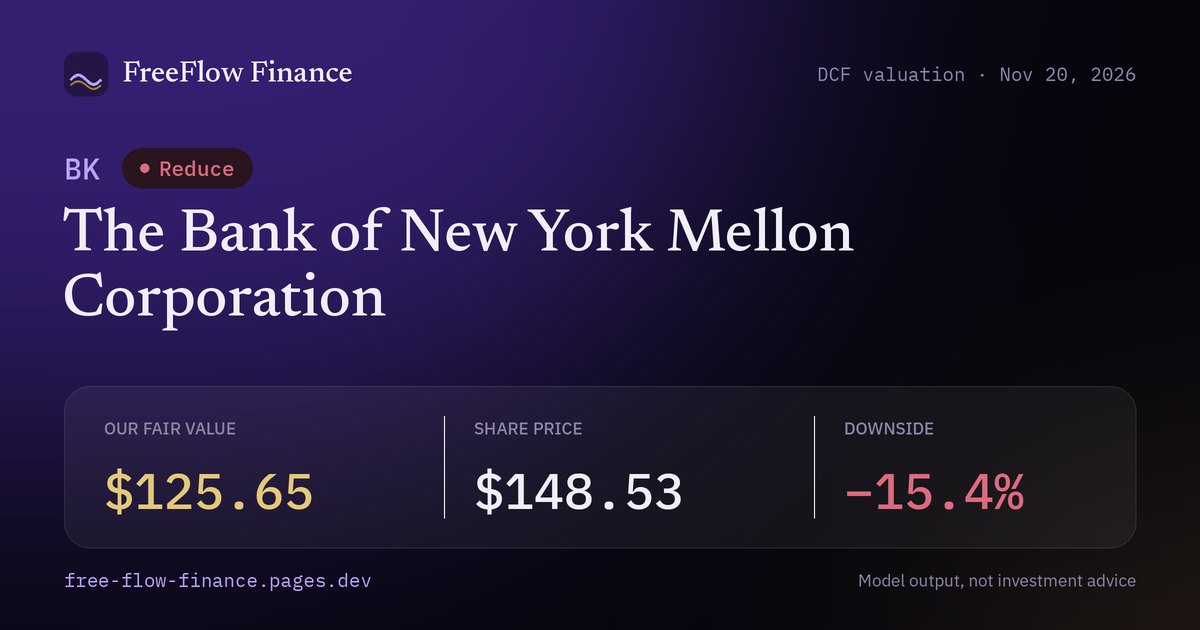 FreeFlow Finance
DCF valuation · Nov 20, 2026
BK
Reduce
The Bank of New York Mellon
Corporation
OUR FAIR VALUE
$125.65
SHARE PRICE
$148.53
DOWNSIDE
−15.4%
free-flow-finance.pages.dev
Model output, not investment advice